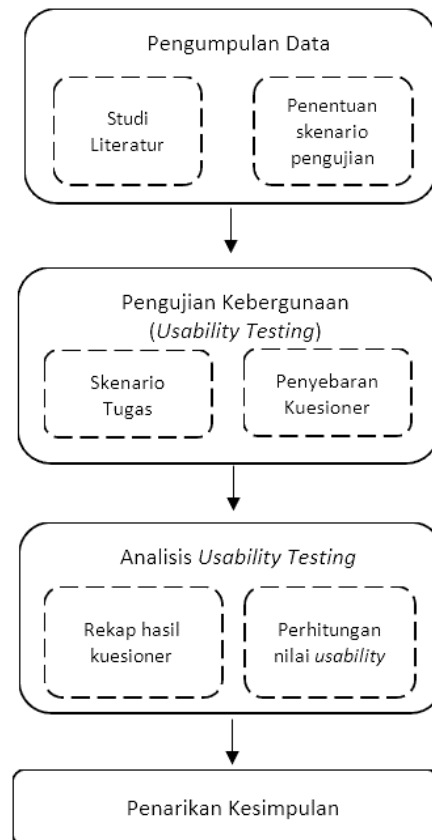 Pengumpulan Data
Studi
Literatur
Penentuan
skenario
pengujian
Pengujian Kebergunaan
(Usability Testing)
Skenario
Tugas
Penyebaran
Kuesioner
Analisis Usability Testing
Rekap hasil
kuesioner
Perhitungan
nilai usability
Penarikan Kesimpulan